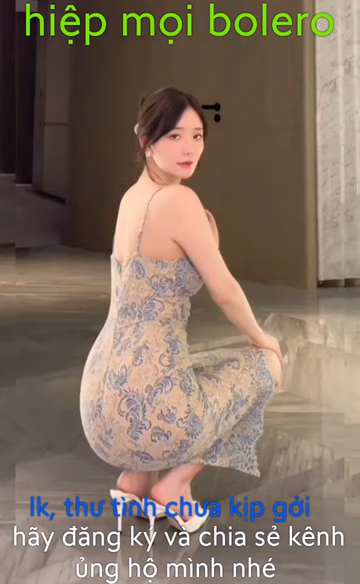 hiệp mọi bolero
lk, thư tình chưa kịp gởi
hãy đăng ký và chia sẻ kênh
ủng hộ mình nhé